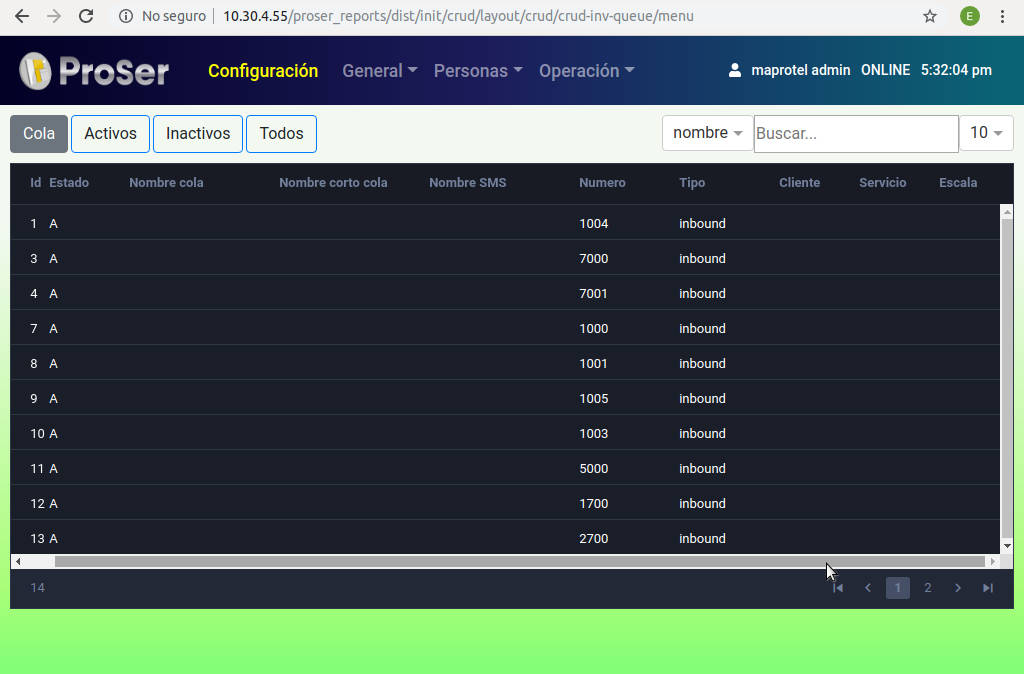 No seguro | 10.30.4.55/proser_reports/dist/init/crud/layout/crud/crud-inv-queue/menu E
ProSer Configuración General Personas Operación maprotel admin ONLINE 5:32:04 pm
Cola Activos Inactivos Todos nombre Buscar... 10
Id Estado Nombre cola Nombre corto cola Nombre SMS Numero Tipo Cliente Servicio Escala
1 A 1004 inbound
3 A 7000 inbound
4 A 7001 inbound
7 A 1000 inbound
8 A 1001 inbound
9 A 1005 inbound
10 A 1003 inbound
11 A 5000 inbound
12 A 1700 inbound
13 A 2700 inbound
14 1 2